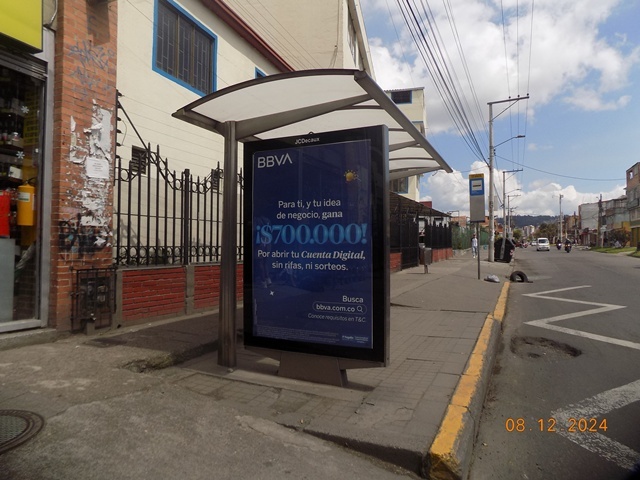 JCDecaux
BBVA
Para ti, y tu idea
de negocio, gana
¡$700.000!
Por abrir tu Cuenta Digital,
sin rifas, ni sorteos.
Busca
bbva.com.co
Conoce requisitos en T&C
08.12.2024